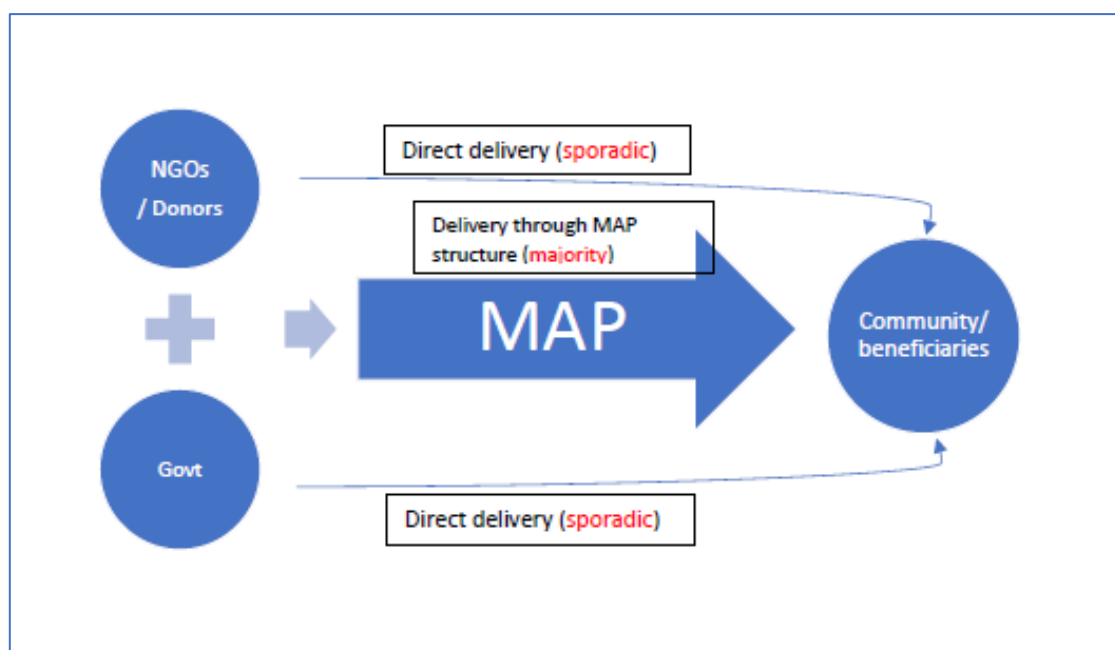 NGOs
/ Donors
Direct delivery (sporadic)
Delivery through MAP
structure (majority)
MAP
Community/
beneficiaries
Govt
Direct delivery (sporadic)